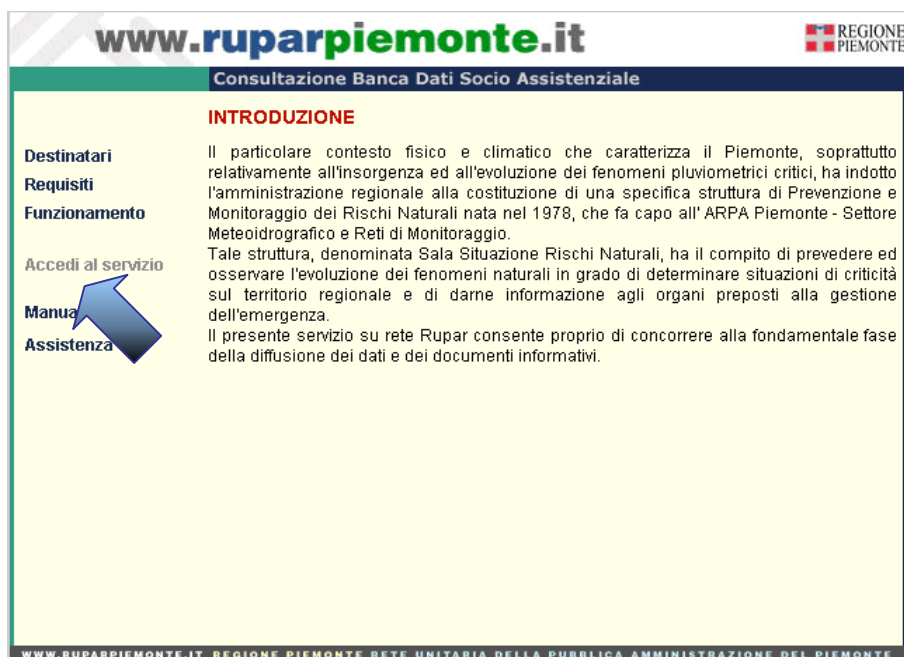 www.ruparpiemonte.it
REGIONE
PIEMONTE
Consultazione Banca Dati Socio Assistenziale
INTRODUZIONE
Destinatari
Requisiti
Funzionamento
Accedi al servizio
Manua
Assistenza
Il particolare contesto fisico e climatico che caratterizza il Piemonte, soprattutto
relativamente all'insorgenza ed all'evoluzione dei fenomeni pluviometrici critici, ha indotto
l'amministrazione regionale alla costituzione di una specifica struttura di Prevenzione e
Monitoraggio dei Rischi Naturali nata nel 1978, che fa capo all' ARPA Piemonte - Settore
Meteoidrografico e Reti di Monitoraggio.
Tale struttura, denominata Sala Situazione Rischi Naturali, ha il compito di prevedere ed
osservare l'evoluzione dei fenomeni naturali in grado di determinare situazioni di criticità
sul territorio regionale e di darne informazione agli organi preposti alla gestione
dell'emergenza.
Il presente servizio su rete Rupar consente proprio di concorrere alla fondamentale fase
della diffusione dei dati e dei documenti informativi.
WWW.RUPARPIEMONTE.IT REGIONE PIEMONTE RETE UNITARIA DELLA PUBBLICA AMMINISTRAZIONE DEL PIEMONTE